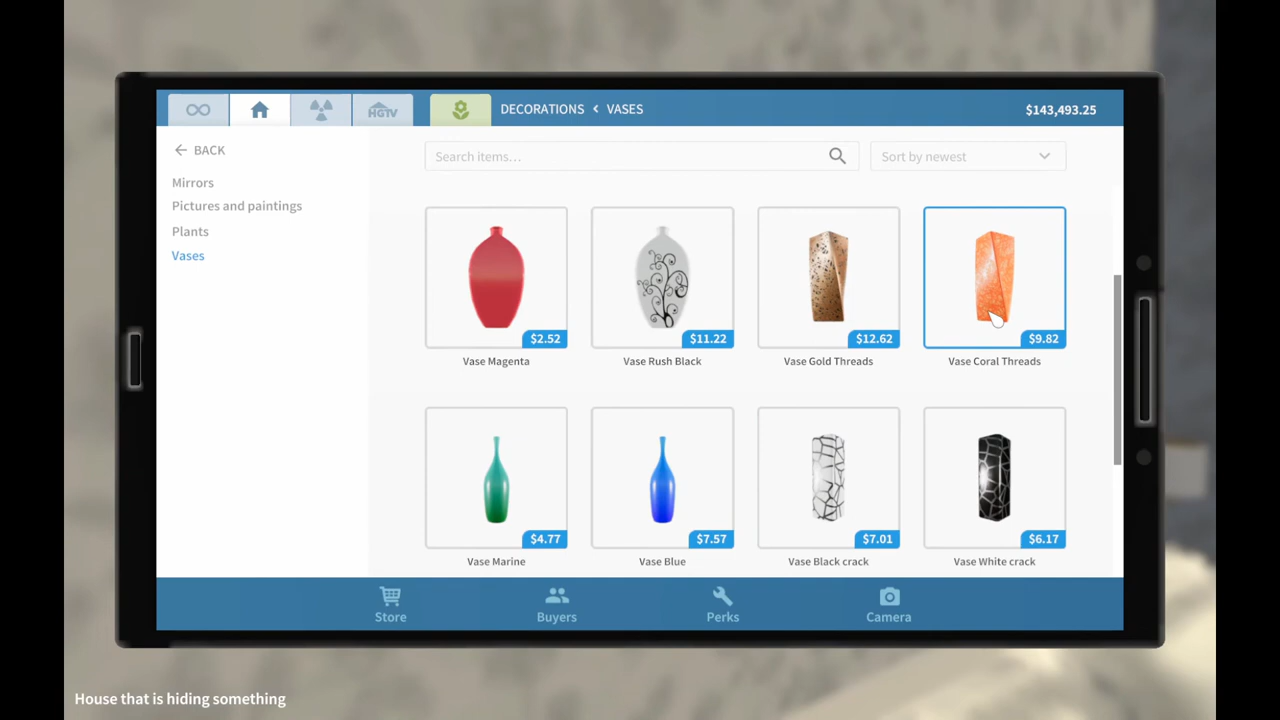 HGTV
DECORATIONS < VASES
$143,493.25
BACK
Search items...
Sort by newest
Mirrors
Pictures and paintings
Plants
Vases
$2.52
$11.22
$12.62
$9.82
Vase Magenta
Vase Rush Black
Vase Gold Threads
Vase Coral Threads
$4.77
$7.57
$7.01
$6.17
Vase Marine
Vase Blue
Vase Black crack
Vase White crack
Store
Buyers
Perks
Camera
House that is hiding something